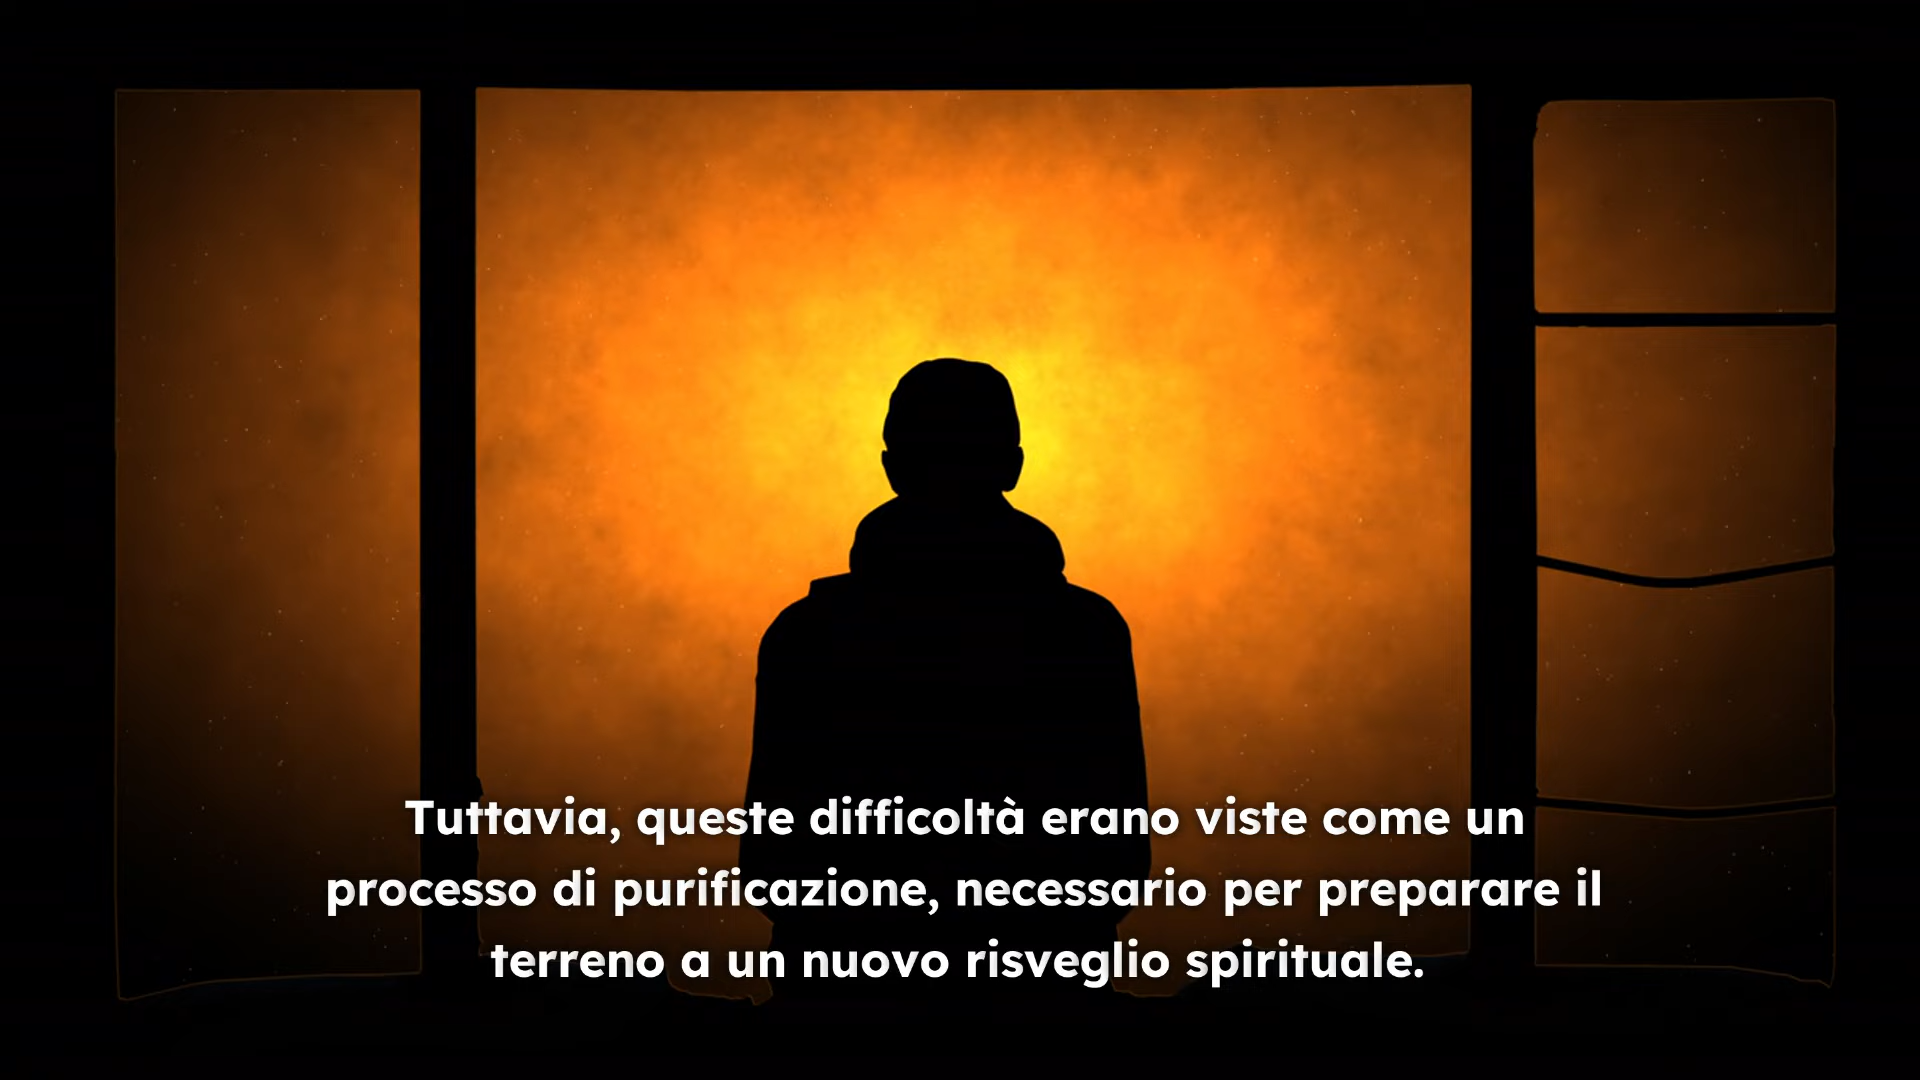 Tuttavia, queste difficoltà erano viste come un
processo di purificazione, necessario per preparare il
terreno a un nuovo risveglio spirituale.